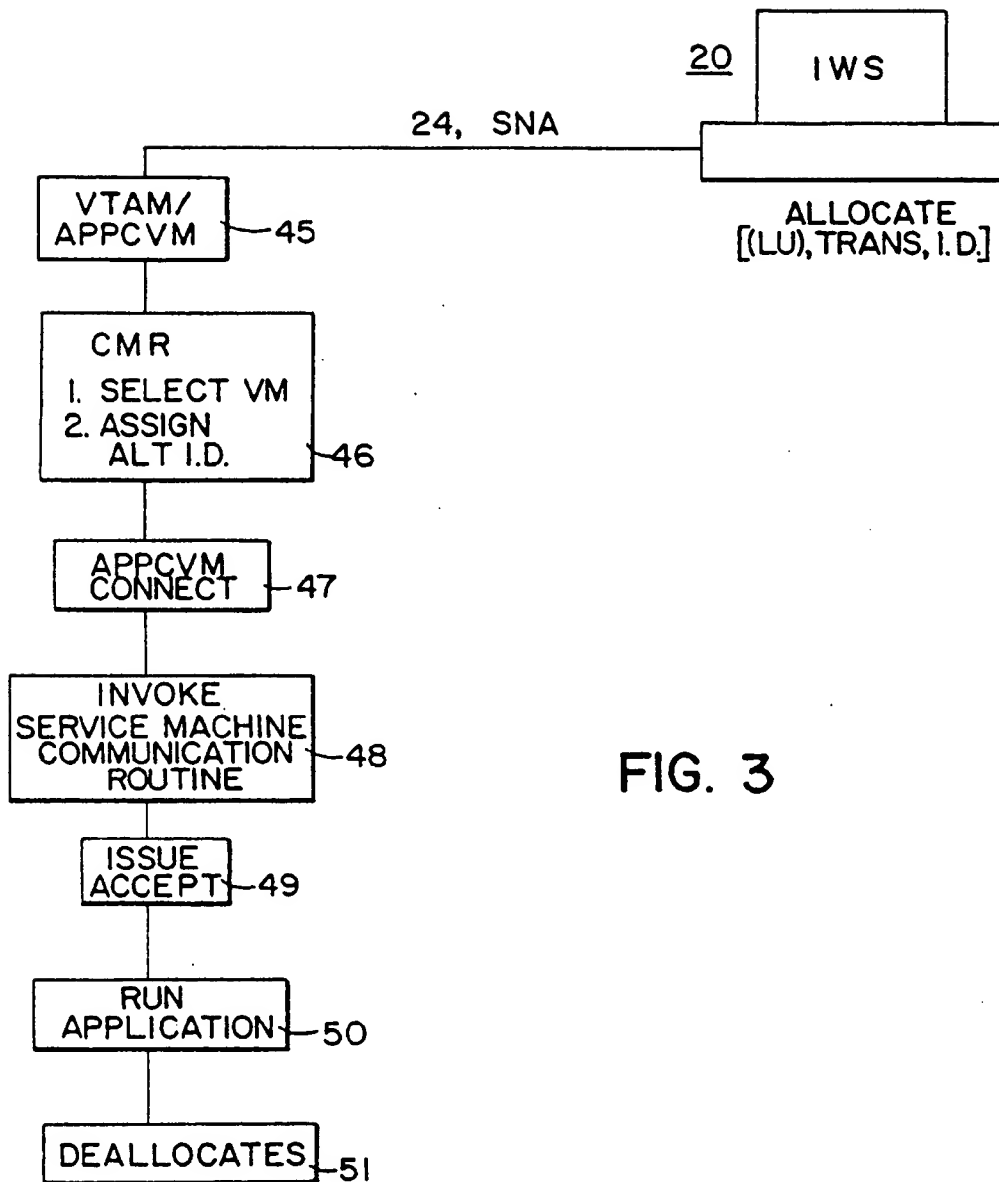 20
IWS
24, SNA
ALLOCATE
[(LU), TRANS, I.D.]
VTAM/
APPCVM
45
CMR
1. SELECT VM
2. ASSIGN
ALT I.D.
46
APPCVM
CONNECT
47
INVOKE
SERVICE MACHINE
COMMUNICATION
ROUTINE
48
ISSUE
ACCEPT
49
RUN
APPLICATION
50
DEALLOCATES
51
FIG. 3